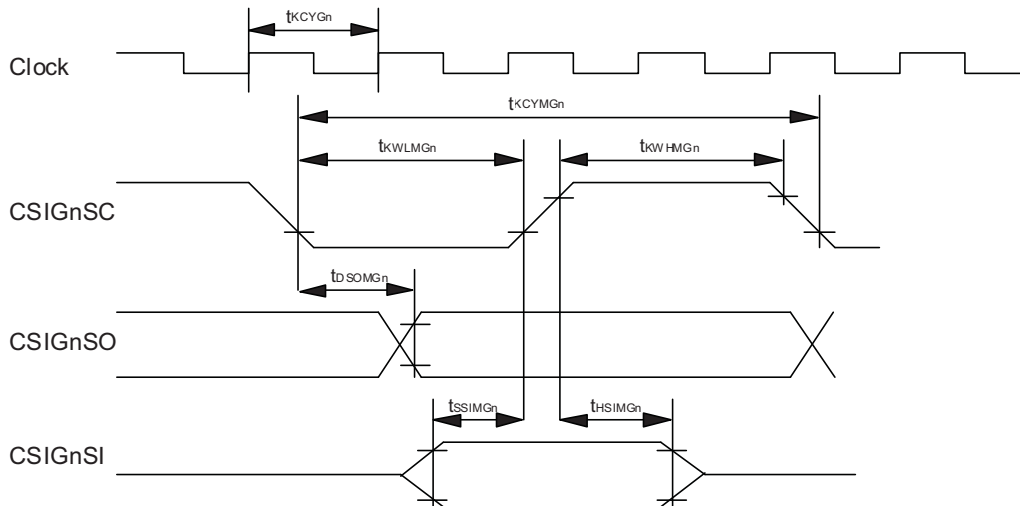 tKCYGn
Clock
tKCYMGn
tKWLMGn
tKWHMGn
CSIGnSC
tDSOMGn
CSIGnSO
tSSIMGn
tHSIMGn
CSIGnSI